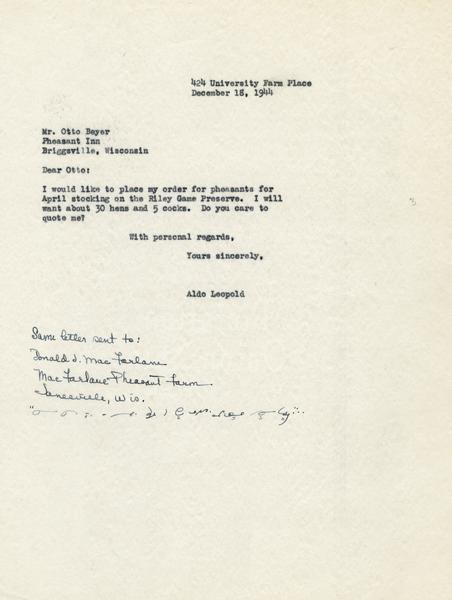 424 University Farm Place
December 18, 1944
Mr. Otto Beyer
Pheasant Inn
Briggsville, Wisconsin
Dear Otto:
I would like to place my order for pheasants for
April stocking on the Riley Game Preserve. I will
want about 30 hens and 5 cocks. Do you care to
quote me?
With personal regards,
Yours sincerely,
Aldo Leopold
Same letter sent to:
Donald J. MacFarlane
MacFarlane Pheasant Farm
Janesville, Wis.